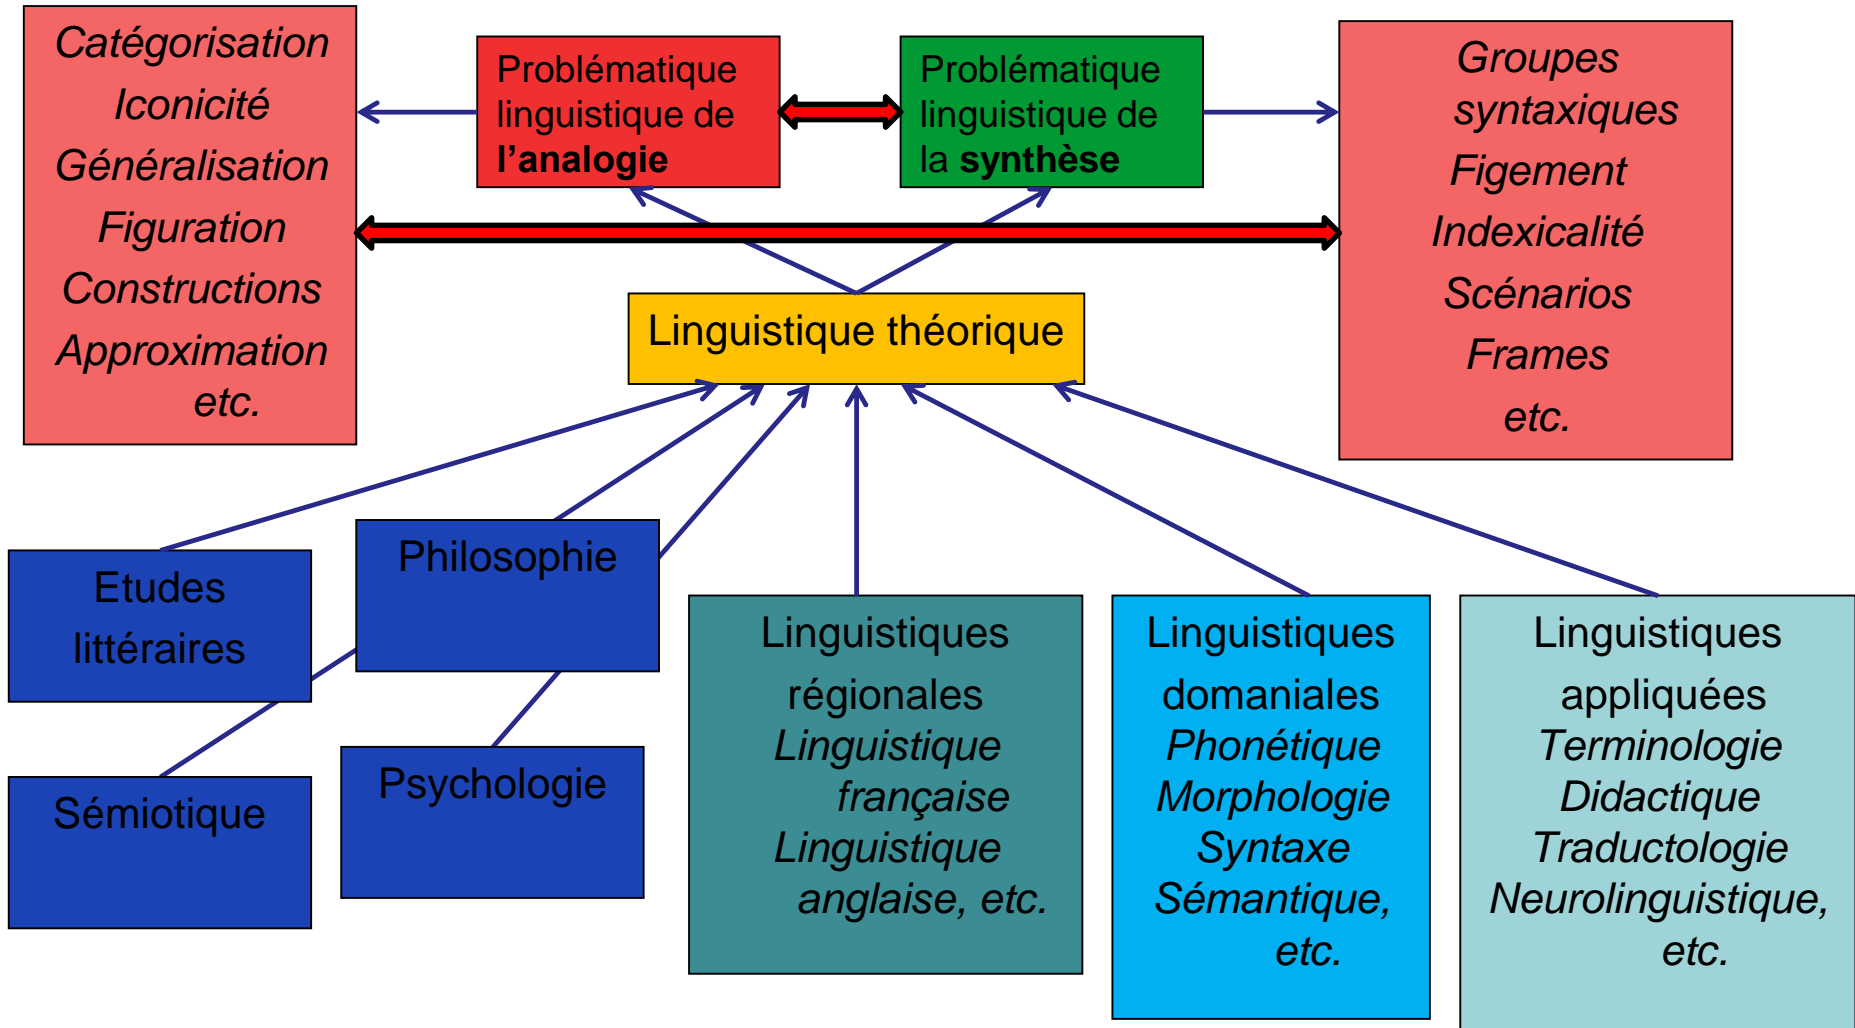 Catégorisation
Iconicité
Généralisation
Figuration
Constructions
Approximation
etc.
Problématique
linguistique de
l’analogie
Problématique
linguistique de
la synthèse
Groupes
syntaxiques
Figement
Indexicalité
Scénarios
Frames
etc.
Linguistique théorique
Etudes
littéraires
Philosophie
Sémiotique
Psychologie
Linguistiques
régionales
Linguistique
française
Linguistique
anglaise, etc.
Linguistiques
domaniales
Phonétique
Morphologie
Syntaxe
Sémantique,
etc.
Linguistiques
appliquées
Terminologie
Didactique
Traductologie
Neurolinguistique,
etc.